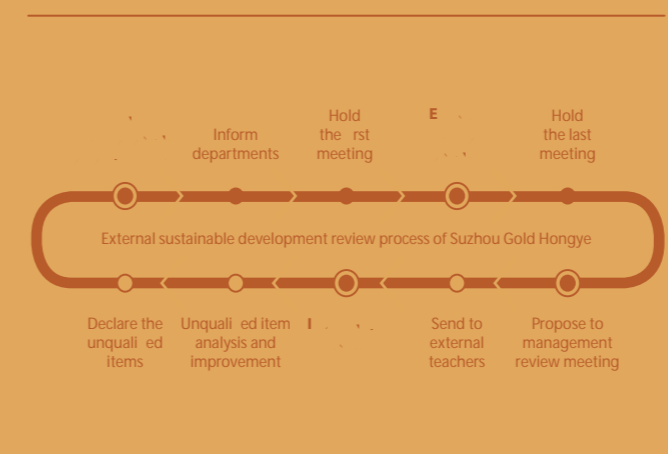 Inform
departments
Hold
the rst
meeting
E
Hold
the last
meeting
External sustainable development review process of Suzhou Gold Hongye
Declare the
unquali ed
items
Unquali ed item
analysis and
improvement
I
Send to
external
teachers
Propose to
management
review meeting